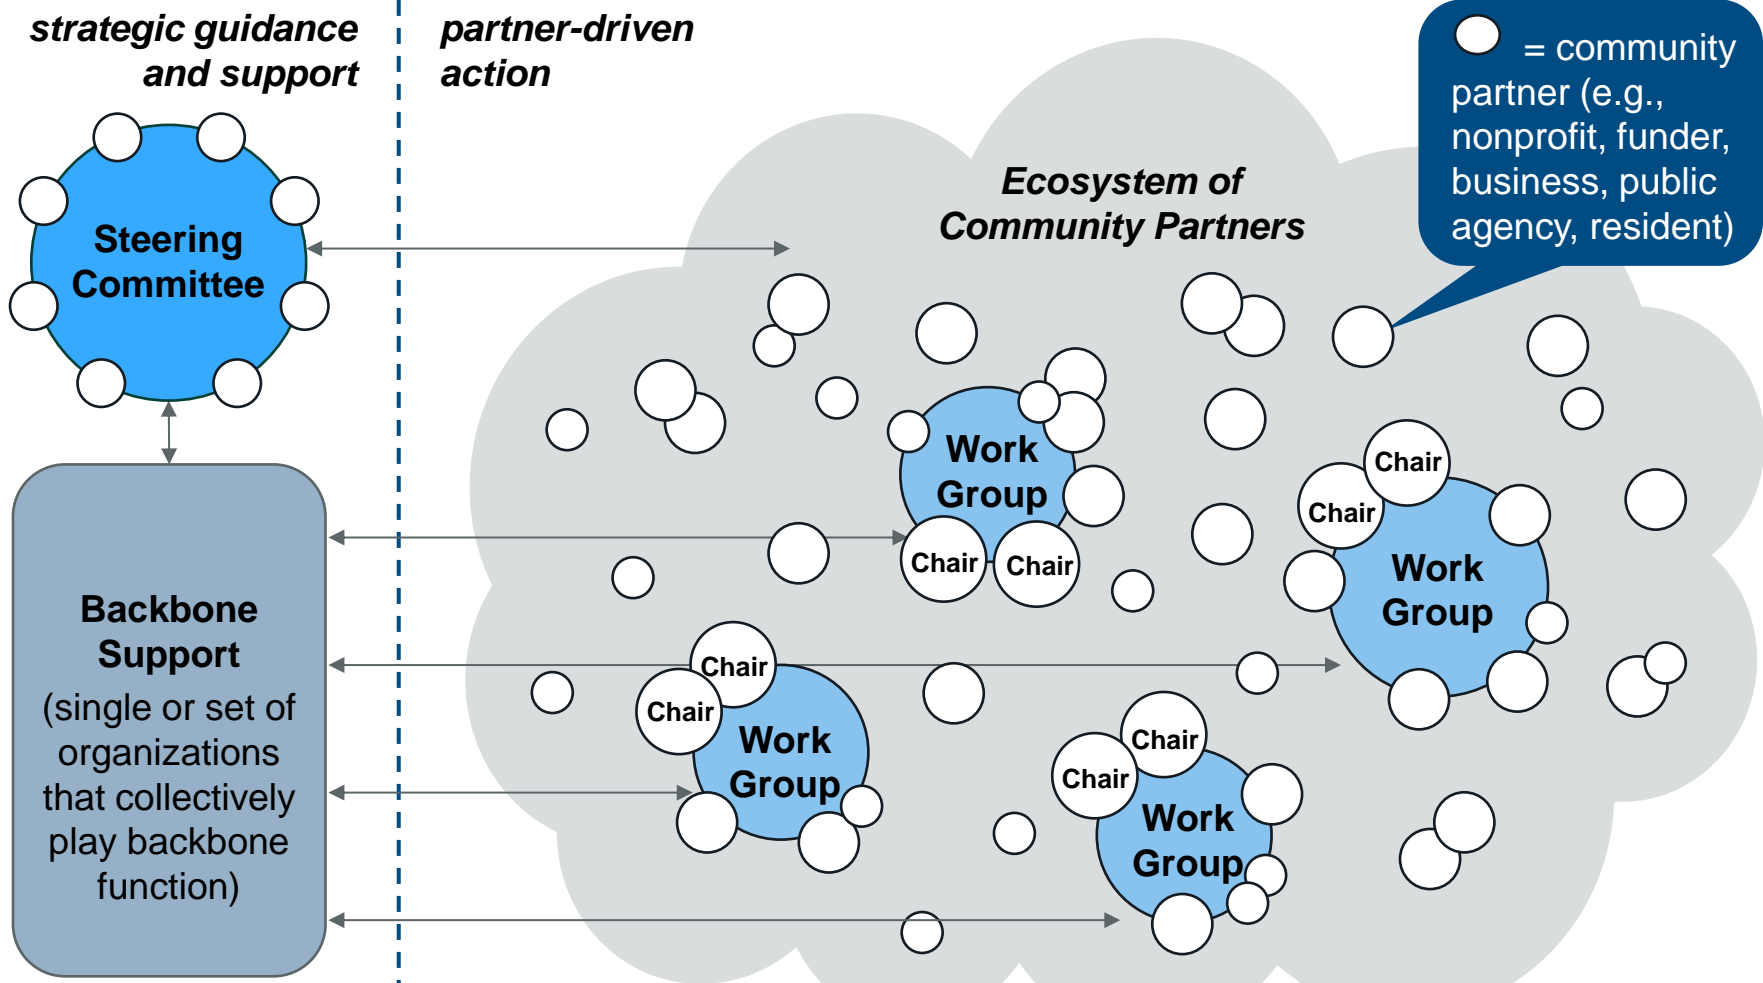 strategic guidance
and support
partner-driven
action
= community
partner (e.g.,
nonprofit, funder,
business, public
agency, resident)
Ecosystem of
Community Partners
Steering
Committee
Backbone
Support
(single or set of
organizations
that collectively
play backbone
function)
Work
Group
Chair
Chair
Chair
Chair
Work
Group
Chair
Chair
Work
Group
Chair
Chair
Work
Group